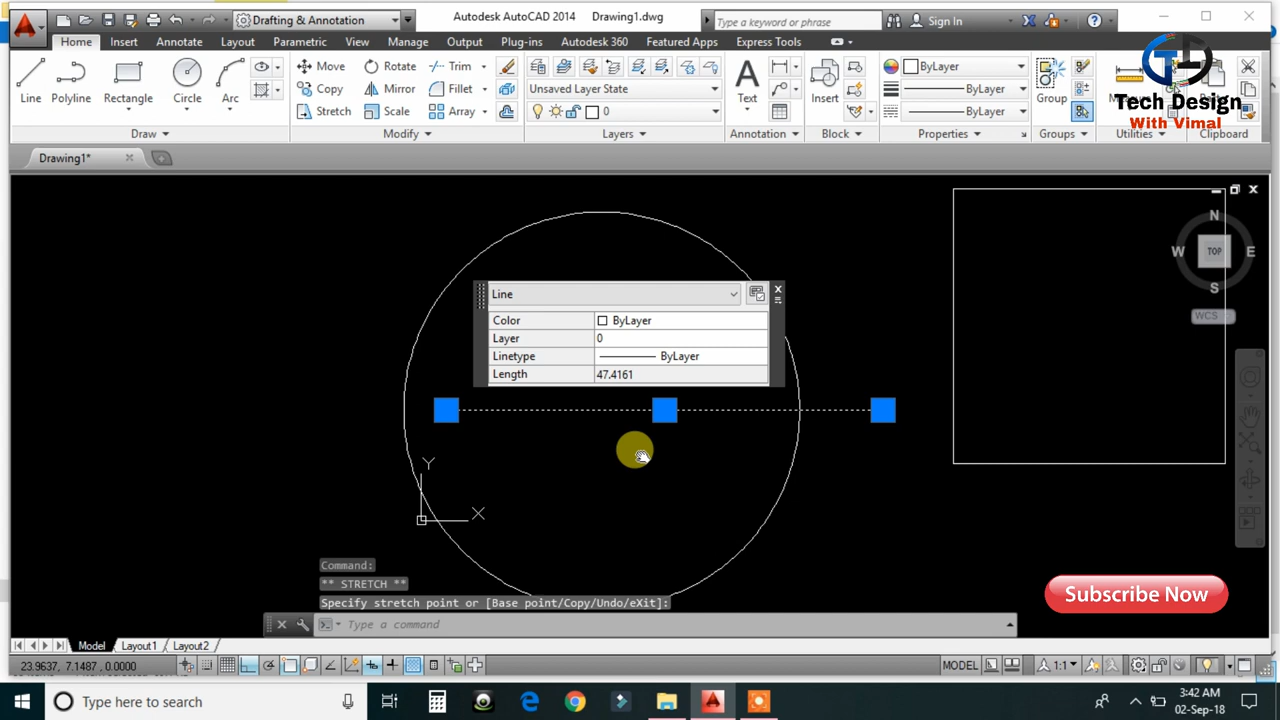 Drafting & Annotation
Autodesk AutoCAD 2014 Drawing1.dwg
Type a keyword or phrase
Sign In
Home Insert Annotate Layout Parametric View Manage Output Plug-ins Autodesk 360 Featured Apps Express Tools
Line Polyline Rectangle Circle Arc
Move Rotate Trim
Copy Mirror Fillet
Stretch Scale Array
Unsaved Layer State
0
Text
Insert
ByLayer
ByLayer
ByLayer
Group
Tech Design
With Vimal
Draw Modify Layers Annotation Block Properties Groups Utilities Clipboard
Drawing1*
N
W TOP E
S
WCS
Line
Color ByLayer
Layer 0
Linetype ByLayer
Length 47.4161
Y
X
Command:
** STRETCH **
Specify stretch point or [Base point/Copy/Undo/eXit]:
Type a command
Subscribe Now
Model Layout1 Layout2
23.9637, 7.1487, 0.0000
MODEL
1:1
Type here to search
3:42 AM
02-Sep-18